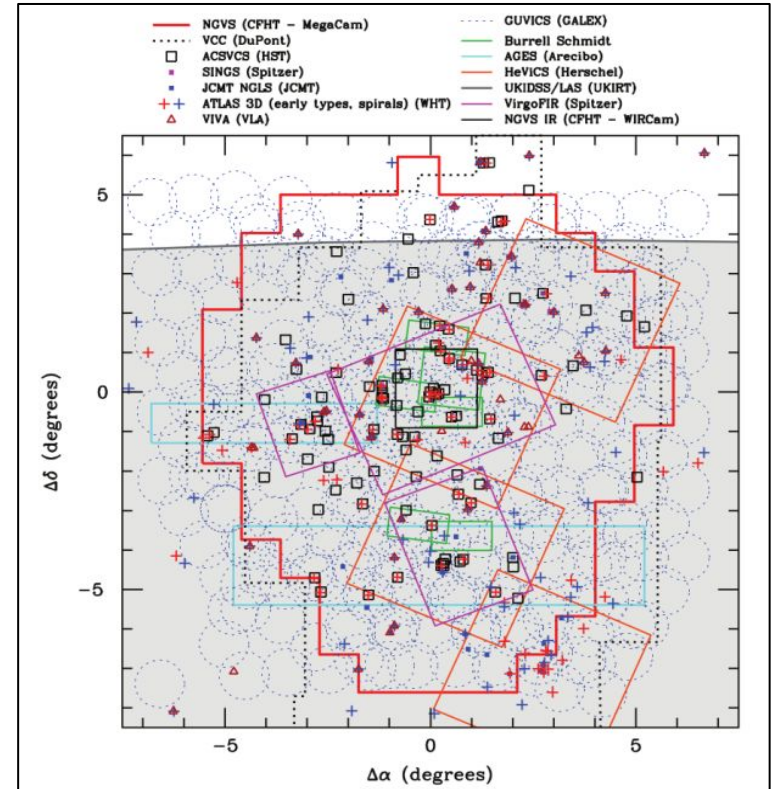 NGVS (CFHT – MegaCam)
VCC (DuPont)
ACSVCS (HST)
SINGS (Spitzer)
JCMT NGLS (JCMT)
ATLAS 3D (early types, spirals) (WHT)
VIVA (VLA)
GUVICS (GALEX)
Burrell Schmidt
AGES (Arecibo)
HeViCS (Herschel)
UKIDSS/LAS (UKIRT)
VirgoFIR (Spitzer)
NGVS IR (CFHT – WIRCam)
5
0
−5
Δδ (degrees)
−5 0 5
Δα (degrees)